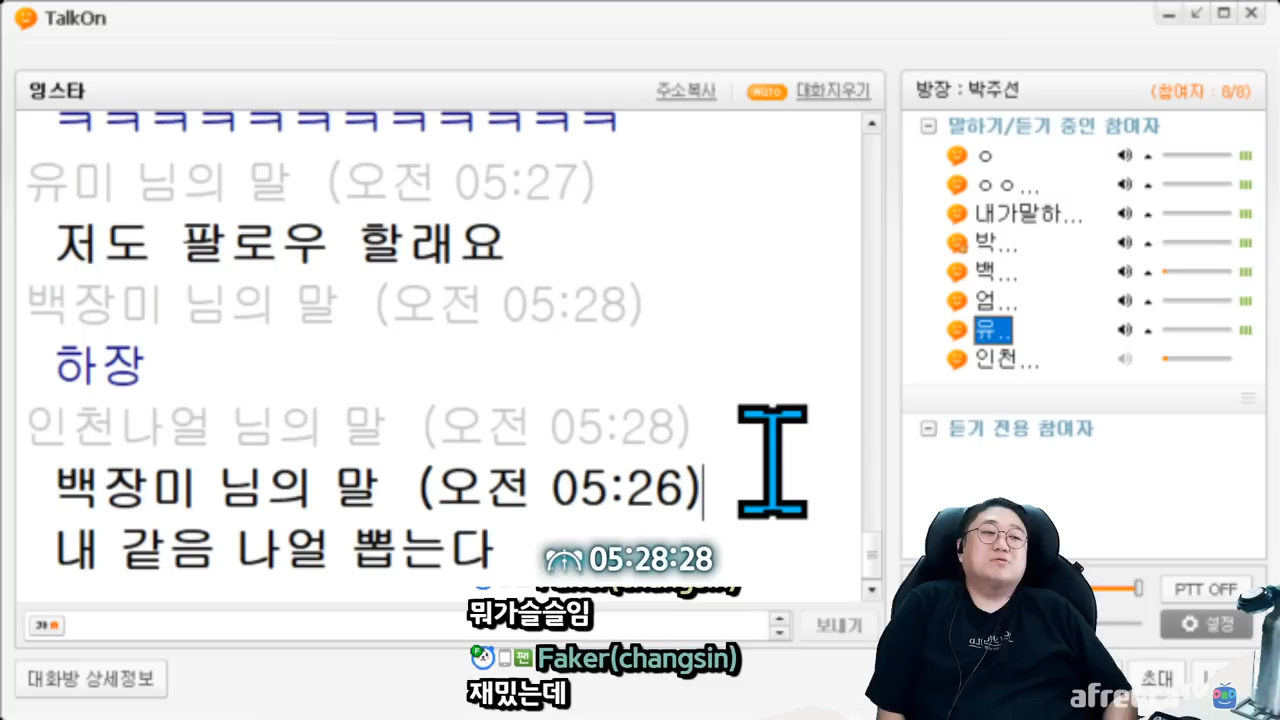 TalkOn
잉스타
주소복사
AUTO
대화지우기
ㅋㅋㅋㅋㅋㅋㅋㅋㅋㅋㅋㅋ
유미 님의 말 (오전 05:27)
저도 팔로우 할래요
백장미 님의 말 (오전 05:28)
하장
인천나얼 님의 말 (오전 05:28)
백장미 님의 말 (오전 05:26)
내 같음 나얼 뽑는다
05:28:28
Faker(changsin)
뭐가슬슬임
Faker(changsin)
재밌는데
보내기
대화방 상세정보
방장 : 박주선
(참여자 : 8/8)
말하기/듣기 중인 참여자
ㅇ
ㅇㅇ...
내가말하...
박...
백...
엄...
유...
인천...
듣기 전용 참여자
PTT OFF
설정
초대